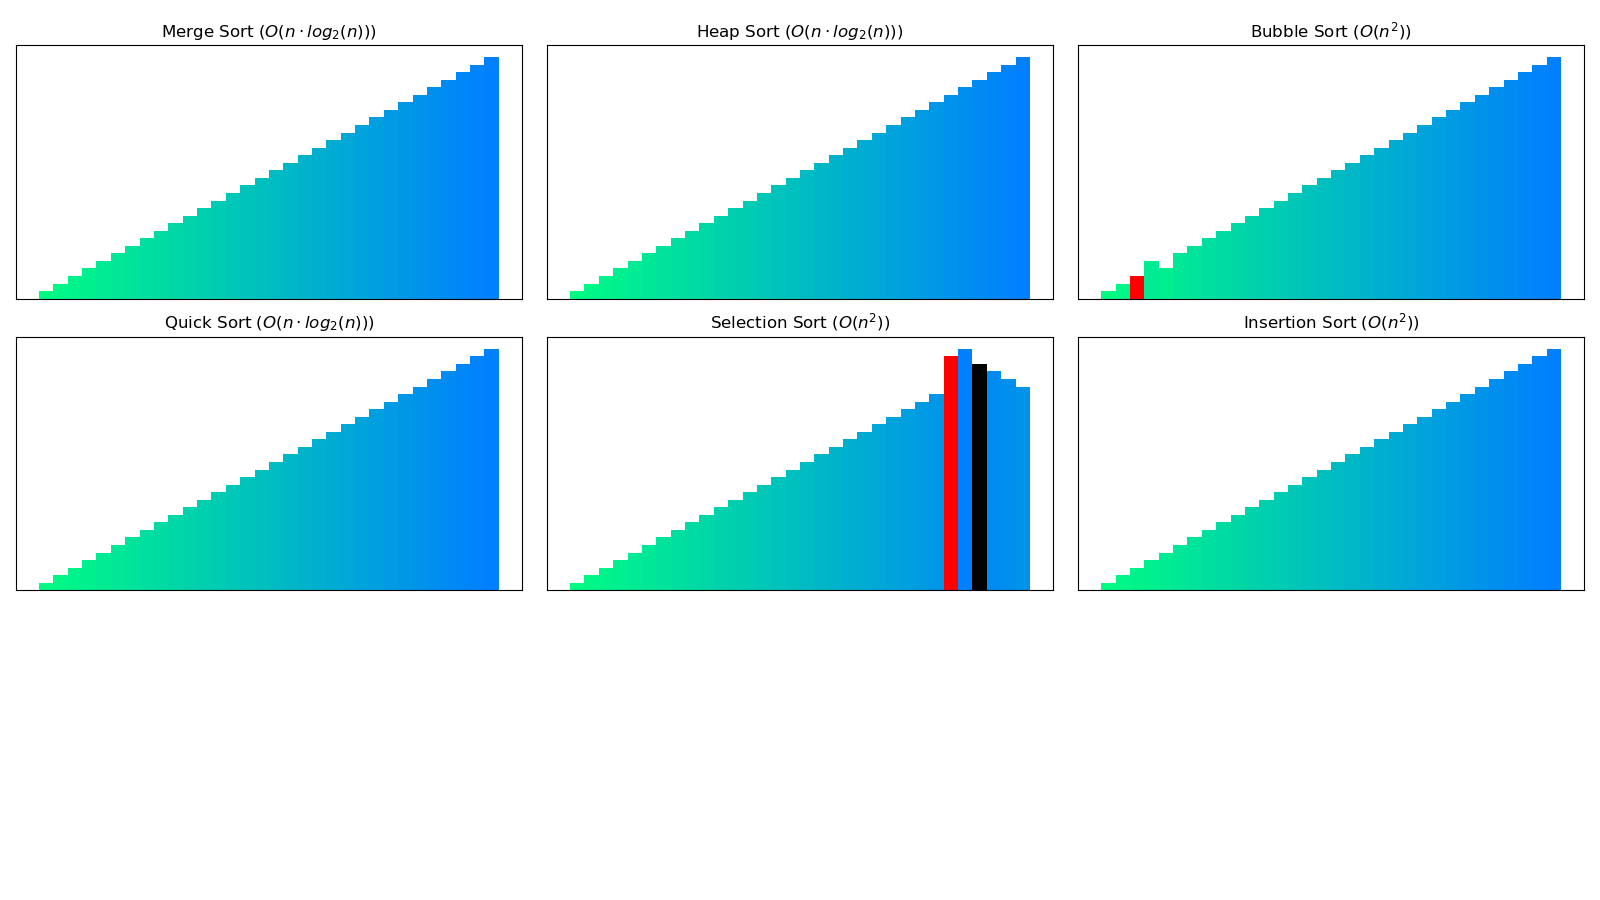 Merge Sort (O(n · log₂(n)))
Heap Sort (O(n · log₂(n)))
Bubble Sort (O(n²))
Quick Sort (O(n · log₂(n)))
Selection Sort (O(n²))
Insertion Sort (O(n²))